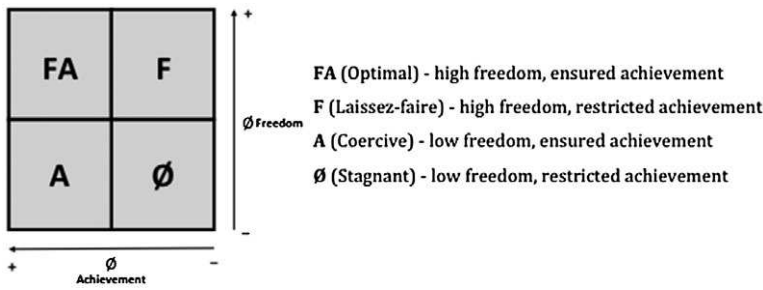 +
FA F
FA (Optimal) - high freedom, ensured achievement
F (Laissez-faire) - high freedom, restricted achievement
Ø Freedom
A (Coercive) - low freedom, ensured achievement
A Ø
Ø (Stagnant) - low freedom, restricted achievement
–
+ Ø –
Achievement